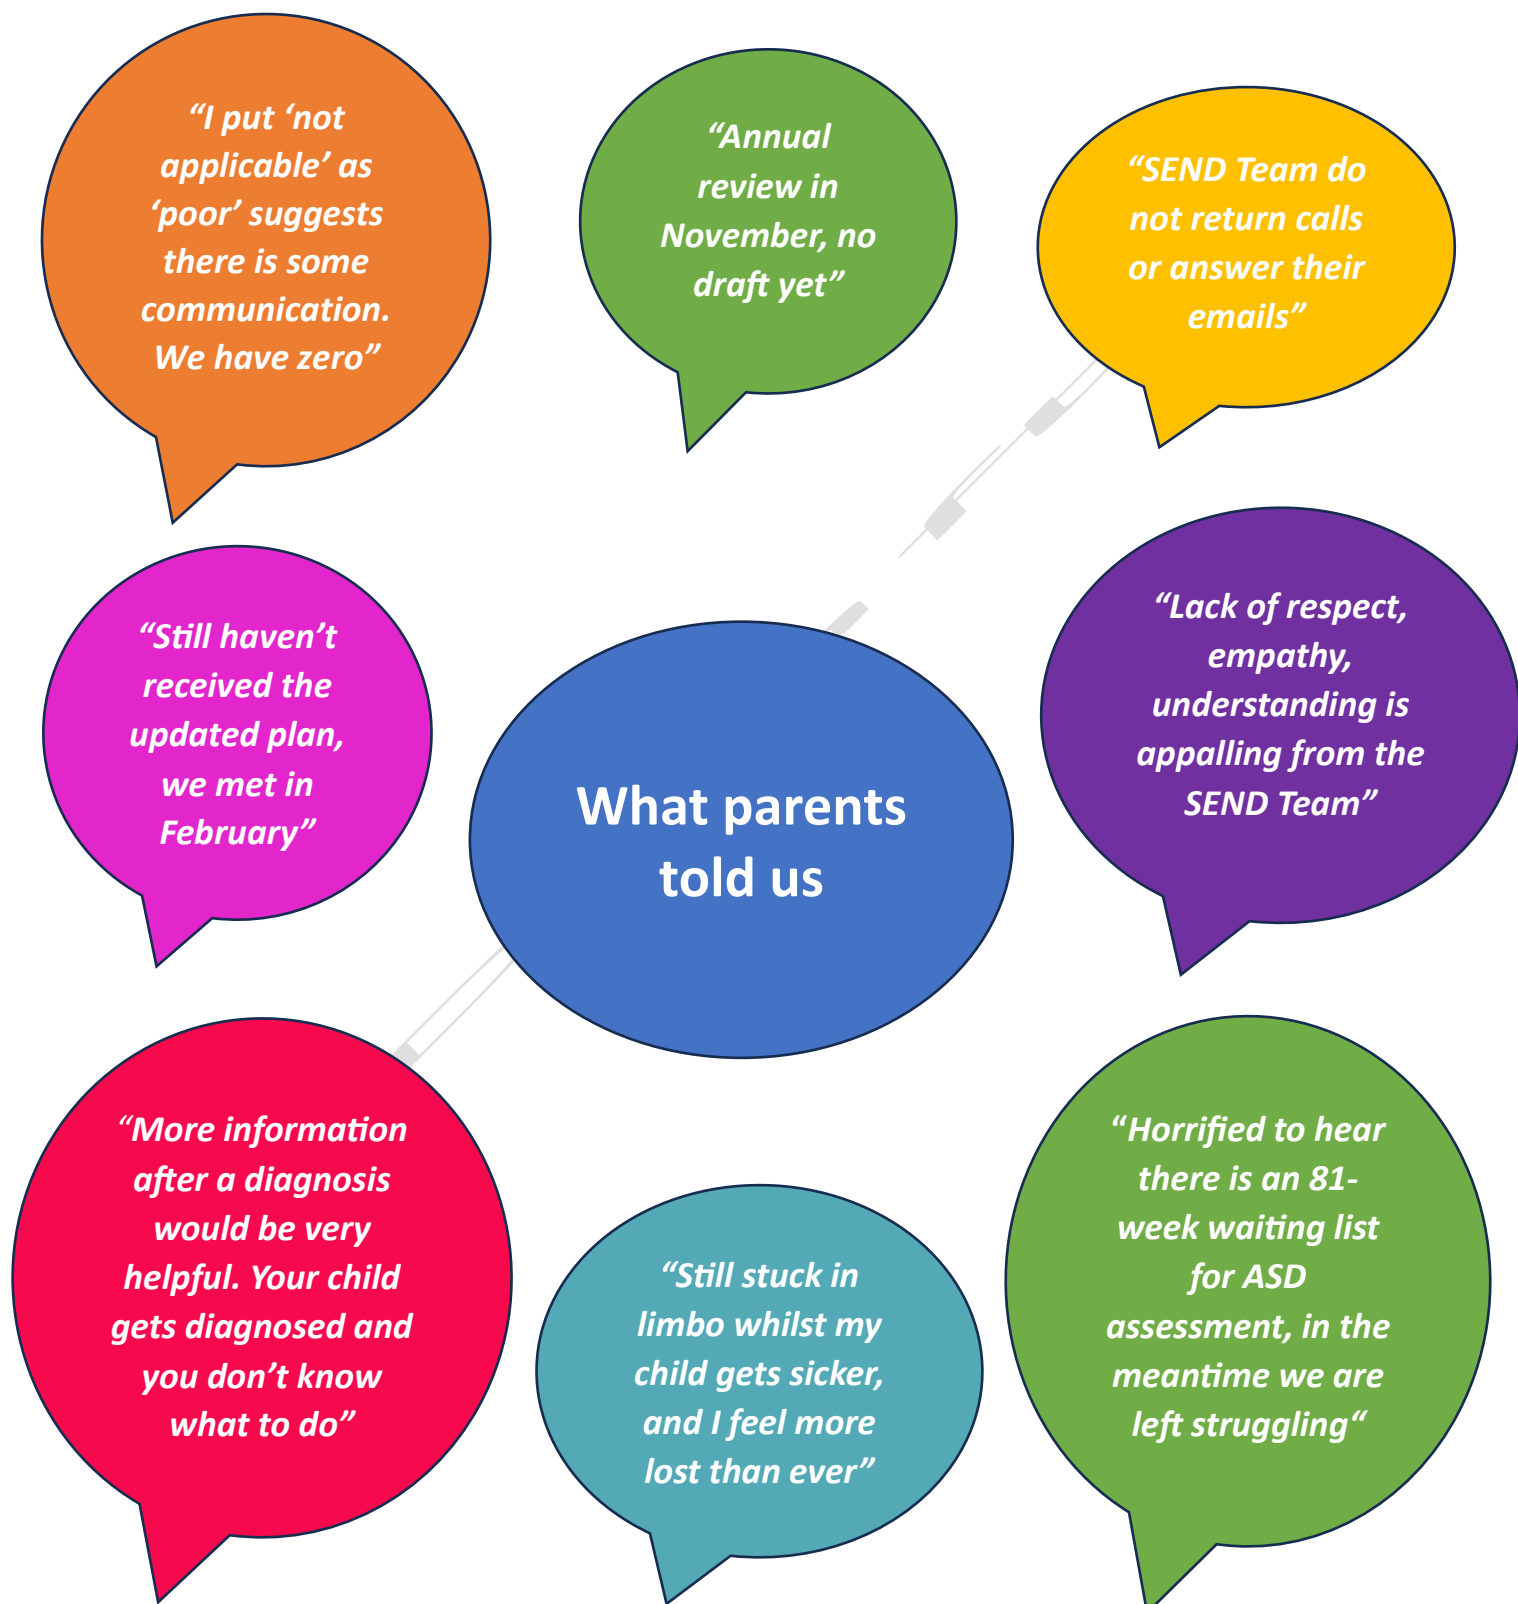 “I put ‘not
applicable’ as
‘poor’ suggests
there is some
communication.
We have zero”
“Annual
review in
November, no
draft yet”
“SEND Team do
not return calls
or answer their
emails”
“Still haven’t
received the
updated plan,
we met in
February”
What parents
told us
“Lack of respect,
empathy,
understanding is
appalling from the
SEND Team”
“More information
after a diagnosis
would be very
helpful. Your child
gets diagnosed and
you don’t know
what to do”
“Still stuck in
limbo whilst my
child gets sicker,
and I feel more
lost than ever”
“Horrified to hear
there is an 81-
week waiting list
for ASD
assessment, in the
meantime we are
left struggling“